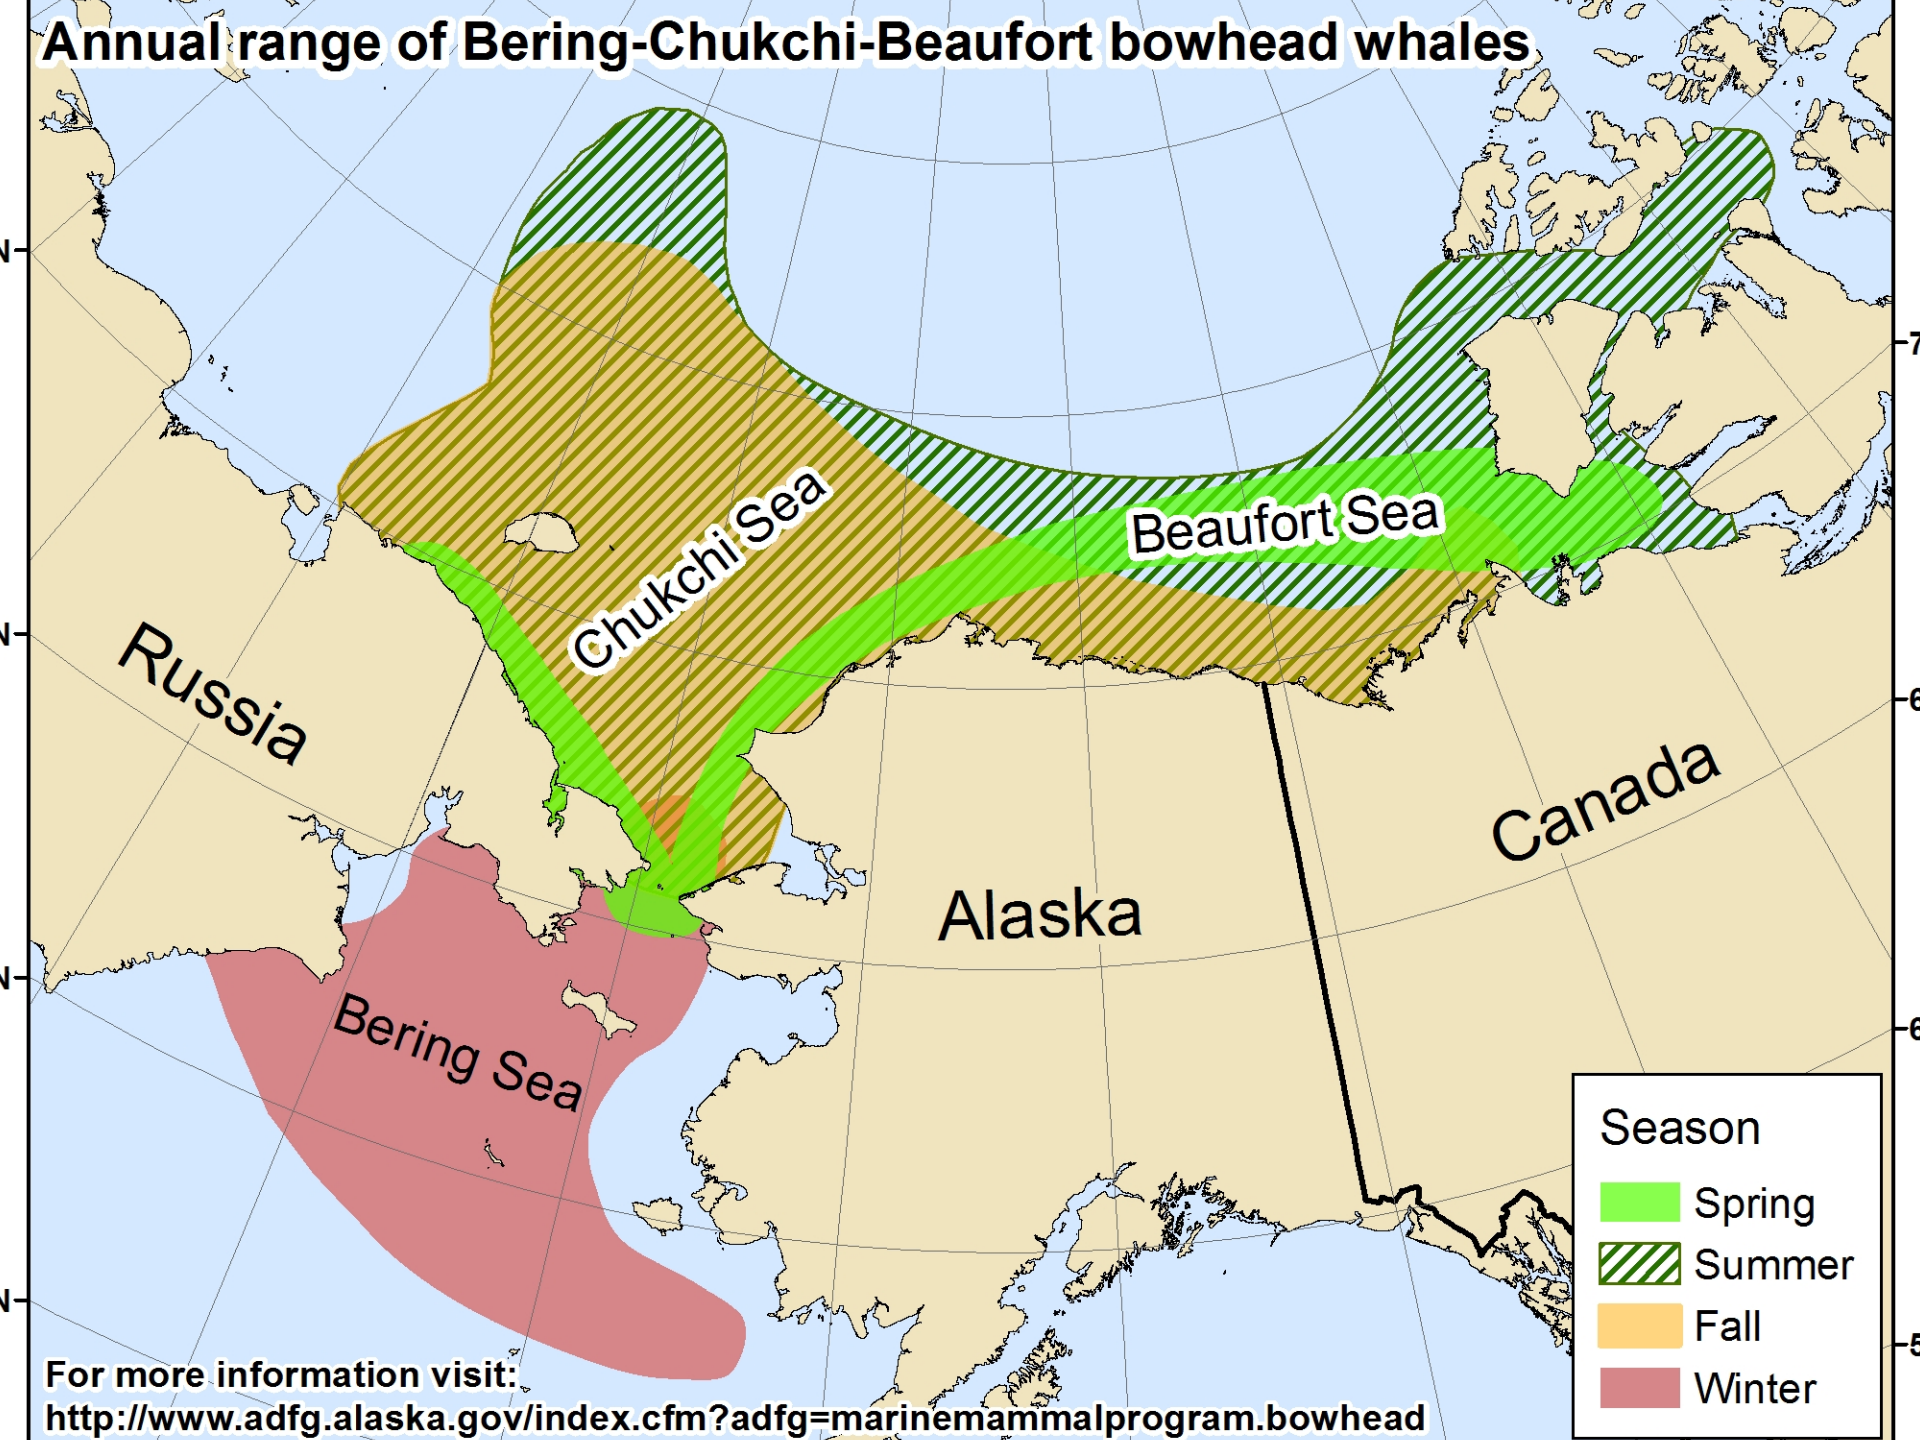 Annual range of Bering-Chukchi-Beaufort bowhead whales
Chukchi Sea
Beaufort Sea
Russia
Canada
Alaska
Bering Sea
Season
Spring
Summer
Fall
Winter
For more information visit:
http://www.adfg.alaska.gov/index.cfm?adfg=marinemammalprogram.bowhead